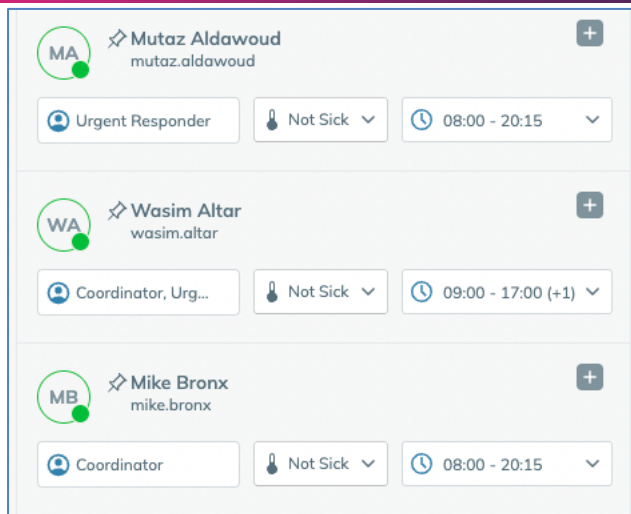 MA
Mutaz Aldawoud
mutaz.aldawoud
Urgent Responder
Not Sick
08:00 - 20:15
WA
Wasim Altar
wasim.altar
Coordinator, Urg...
Not Sick
09:00 - 17:00 (+1)
MB
Mike Bronx
mike.bronx
Coordinator
Not Sick
08:00 - 20:15